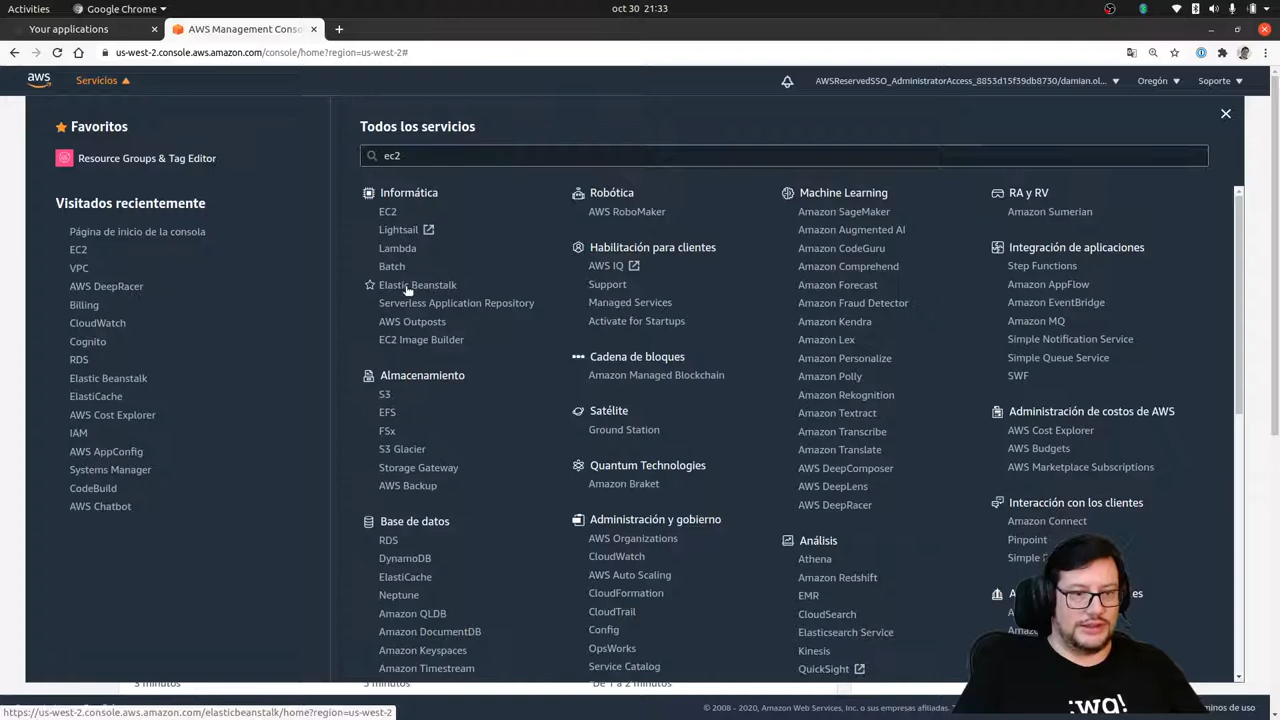 Activities
Google Chrome
oct 30 21:33
Your applications
AWS Management Conso
us-west-2.console.aws.amazon.com/console/home?region=us-west-2#
aws
Servicios
AWSReservedSSO_AdministratorAccess_8853d15f39db8730/damian.ol...
Oregón
Soporte
Favoritos
Resource Groups & Tag Editor
Visitados recientemente
Página de inicio de la consola
EC2
VPC
AWS DeepRacer
Billing
CloudWatch
Cognito
RDS
Elastic Beanstalk
ElastiCache
AWS Cost Explorer
IAM
AWS AppConfig
Systems Manager
CodeBuild
AWS Chatbot
Todos los servicios
ec2
Informática
EC2
Lightsail
Lambda
Batch
Elastic Beanstalk
Serverless Application Repository
AWS Outposts
EC2 Image Builder
Almacenamiento
S3
EFS
FSx
S3 Glacier
Storage Gateway
AWS Backup
Base de datos
RDS
DynamoDB
ElastiCache
Neptune
Amazon QLDB
Amazon DocumentDB
Amazon Keyspaces
Amazon Timestream
Robótica
AWS RoboMaker
Habilitación para clientes
AWS IQ
Support
Managed Services
Activate for Startups
Cadena de bloques
Amazon Managed Blockchain
Satélite
Ground Station
Quantum Technologies
Amazon Braket
Administración y gobierno
AWS Organizations
CloudWatch
AWS Auto Scaling
CloudFormation
CloudTrail
Config
OpsWorks
Service Catalog
Machine Learning
Amazon SageMaker
Amazon Augmented AI
Amazon CodeGuru
Amazon Comprehend
Amazon Forecast
Amazon Fraud Detector
Amazon Kendra
Amazon Lex
Amazon Personalize
Amazon Polly
Amazon Rekognition
Amazon Textract
Amazon Transcribe
Amazon Translate
AWS DeepComposer
AWS DeepLens
AWS DeepRacer
Análisis
Athena
Amazon Redshift
EMR
CloudSearch
Elasticsearch Service
Kinesis
QuickSight
RA y RV
Amazon Sumerian
Integración de aplicaciones
Step Functions
Amazon AppFlow
Amazon EventBridge
Amazon MQ
Simple Notification Service
Simple Queue Service
SWF
Administración de costos de AWS
AWS Cost Explorer
AWS Budgets
AWS Marketplace Subscriptions
Interacción con los clientes
Amazon Connect
Pinpoint
Simple
https://us-west-2.console.aws.amazon.com/elasticbeanstalk/home?region=us-west-2
© 2008 - 2020, Amazon Web Services, Inc. o sus empresas afiliadas.
minos de uso